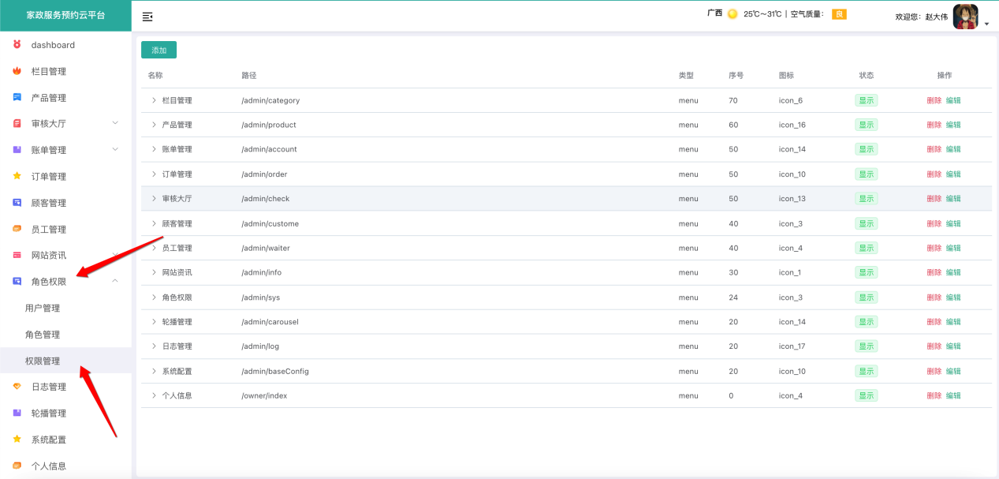 家政服务预约云平台
广西 25℃~31℃ | 空气质量： 良
欢迎您： 赵大伟
dashboard
栏目管理
产品管理
审核大厅
账单管理
订单管理
顾客管理
员工管理
网站资讯
角色权限
用户管理
角色管理
权限管理
日志管理
轮播管理
系统配置
个人信息
添加
名称 路径 类型 序号 图标 状态 操作
栏目管理 /admin/category menu 70 icon_6 显示 删除 编辑
产品管理 /admin/product menu 60 icon_16 显示 删除 编辑
账单管理 /admin/account menu 50 icon_14 显示 删除 编辑
订单管理 /admin/order menu 50 icon_10 显示 删除 编辑
审核大厅 /admin/check menu 50 icon_13 显示 删除 编辑
顾客管理 /admin/custome menu 40 icon_3 显示 删除 编辑
员工管理 /admin/waiter menu 40 icon_4 显示 删除 编辑
网站资讯 /admin/info menu 30 icon_1 显示 删除 编辑
角色权限 /admin/sys menu 24 icon_3 显示 删除 编辑
轮播管理 /admin/carousel menu 20 icon_14 显示 删除 编辑
日志管理 /admin/log menu 20 icon_17 显示 删除 编辑
系统配置 /admin/baseConfig menu 20 icon_10 显示 删除 编辑
个人信息 /owner/index menu 0 icon_4 显示 删除 编辑